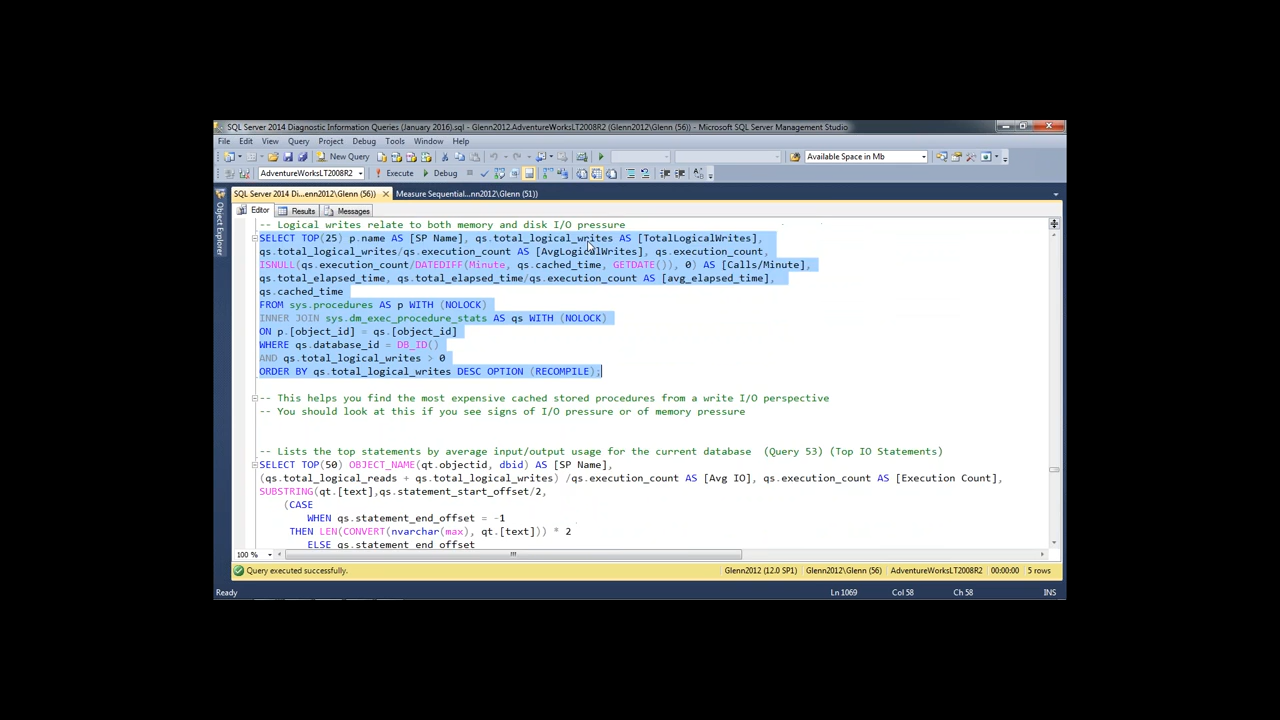 SQL Server 2014 Diagnostic Information Queries (January 2016).sql - Glenn2012.AdventureWorksLT2008R2 (Glenn2012\Glenn (56)) - Microsoft SQL Server Management Studio
File Edit View Query Project Debug Tools Window Help
New Query Available Space in Mb
AdventureWorksLT2008R2 Execute Debug
SQL Server 2014 Di...enn2012\Glenn (56)) Measure Sequential...nn2012\Glenn (51))
Object Explorer
Editor Results Messages
-- Logical writes relate to both memory and disk I/O pressure
SELECT TOP(25) p.name AS [SP Name], qs.total_logical_writes AS [TotalLogicalWrites],
qs.total_logical_writes/qs.execution_count AS [AvgLogicalWrites], qs.execution_count,
ISNULL(qs.execution_count/DATEDIFF(Minute, qs.cached_time, GETDATE()), 0) AS [Calls/Minute],
qs.total_elapsed_time, qs.total_elapsed_time/qs.execution_count AS [avg_elapsed_time],
qs.cached_time
FROM sys.procedures AS p WITH (NOLOCK)
INNER JOIN sys.dm_exec_procedure_stats AS qs WITH (NOLOCK)
ON p.[object_id] = qs.[object_id]
WHERE qs.database_id = DB_ID()
AND qs.total_logical_writes > 0
ORDER BY qs.total_logical_writes DESC OPTION (RECOMPILE);
-- This helps you find the most expensive cached stored procedures from a write I/O perspective
-- You should look at this if you see signs of I/O pressure or of memory pressure
-- Lists the top statements by average input/output usage for the current database  (Query 53) (Top IO Statements)
SELECT TOP(50) OBJECT_NAME(qt.objectid, dbid) AS [SP Name],
(qs.total_logical_reads + qs.total_logical_writes) /qs.execution_count AS [Avg IO], qs.execution_count AS [Execution Count],
SUBSTRING(qt.[text],qs.statement_start_offset/2,
(CASE
WHEN qs.statement_end_offset = -1
THEN LEN(CONVERT(nvarchar(max), qt.[text])) * 2
ELSE qs.statement_end_offset
100 %
Query executed successfully. Glenn2012 (12.0 SP1) Glenn2012\Glenn (56) AdventureWorksLT2008R2 00:00:00 5 rows
Ready Ln 1069 Col 58 Ch 58 INS